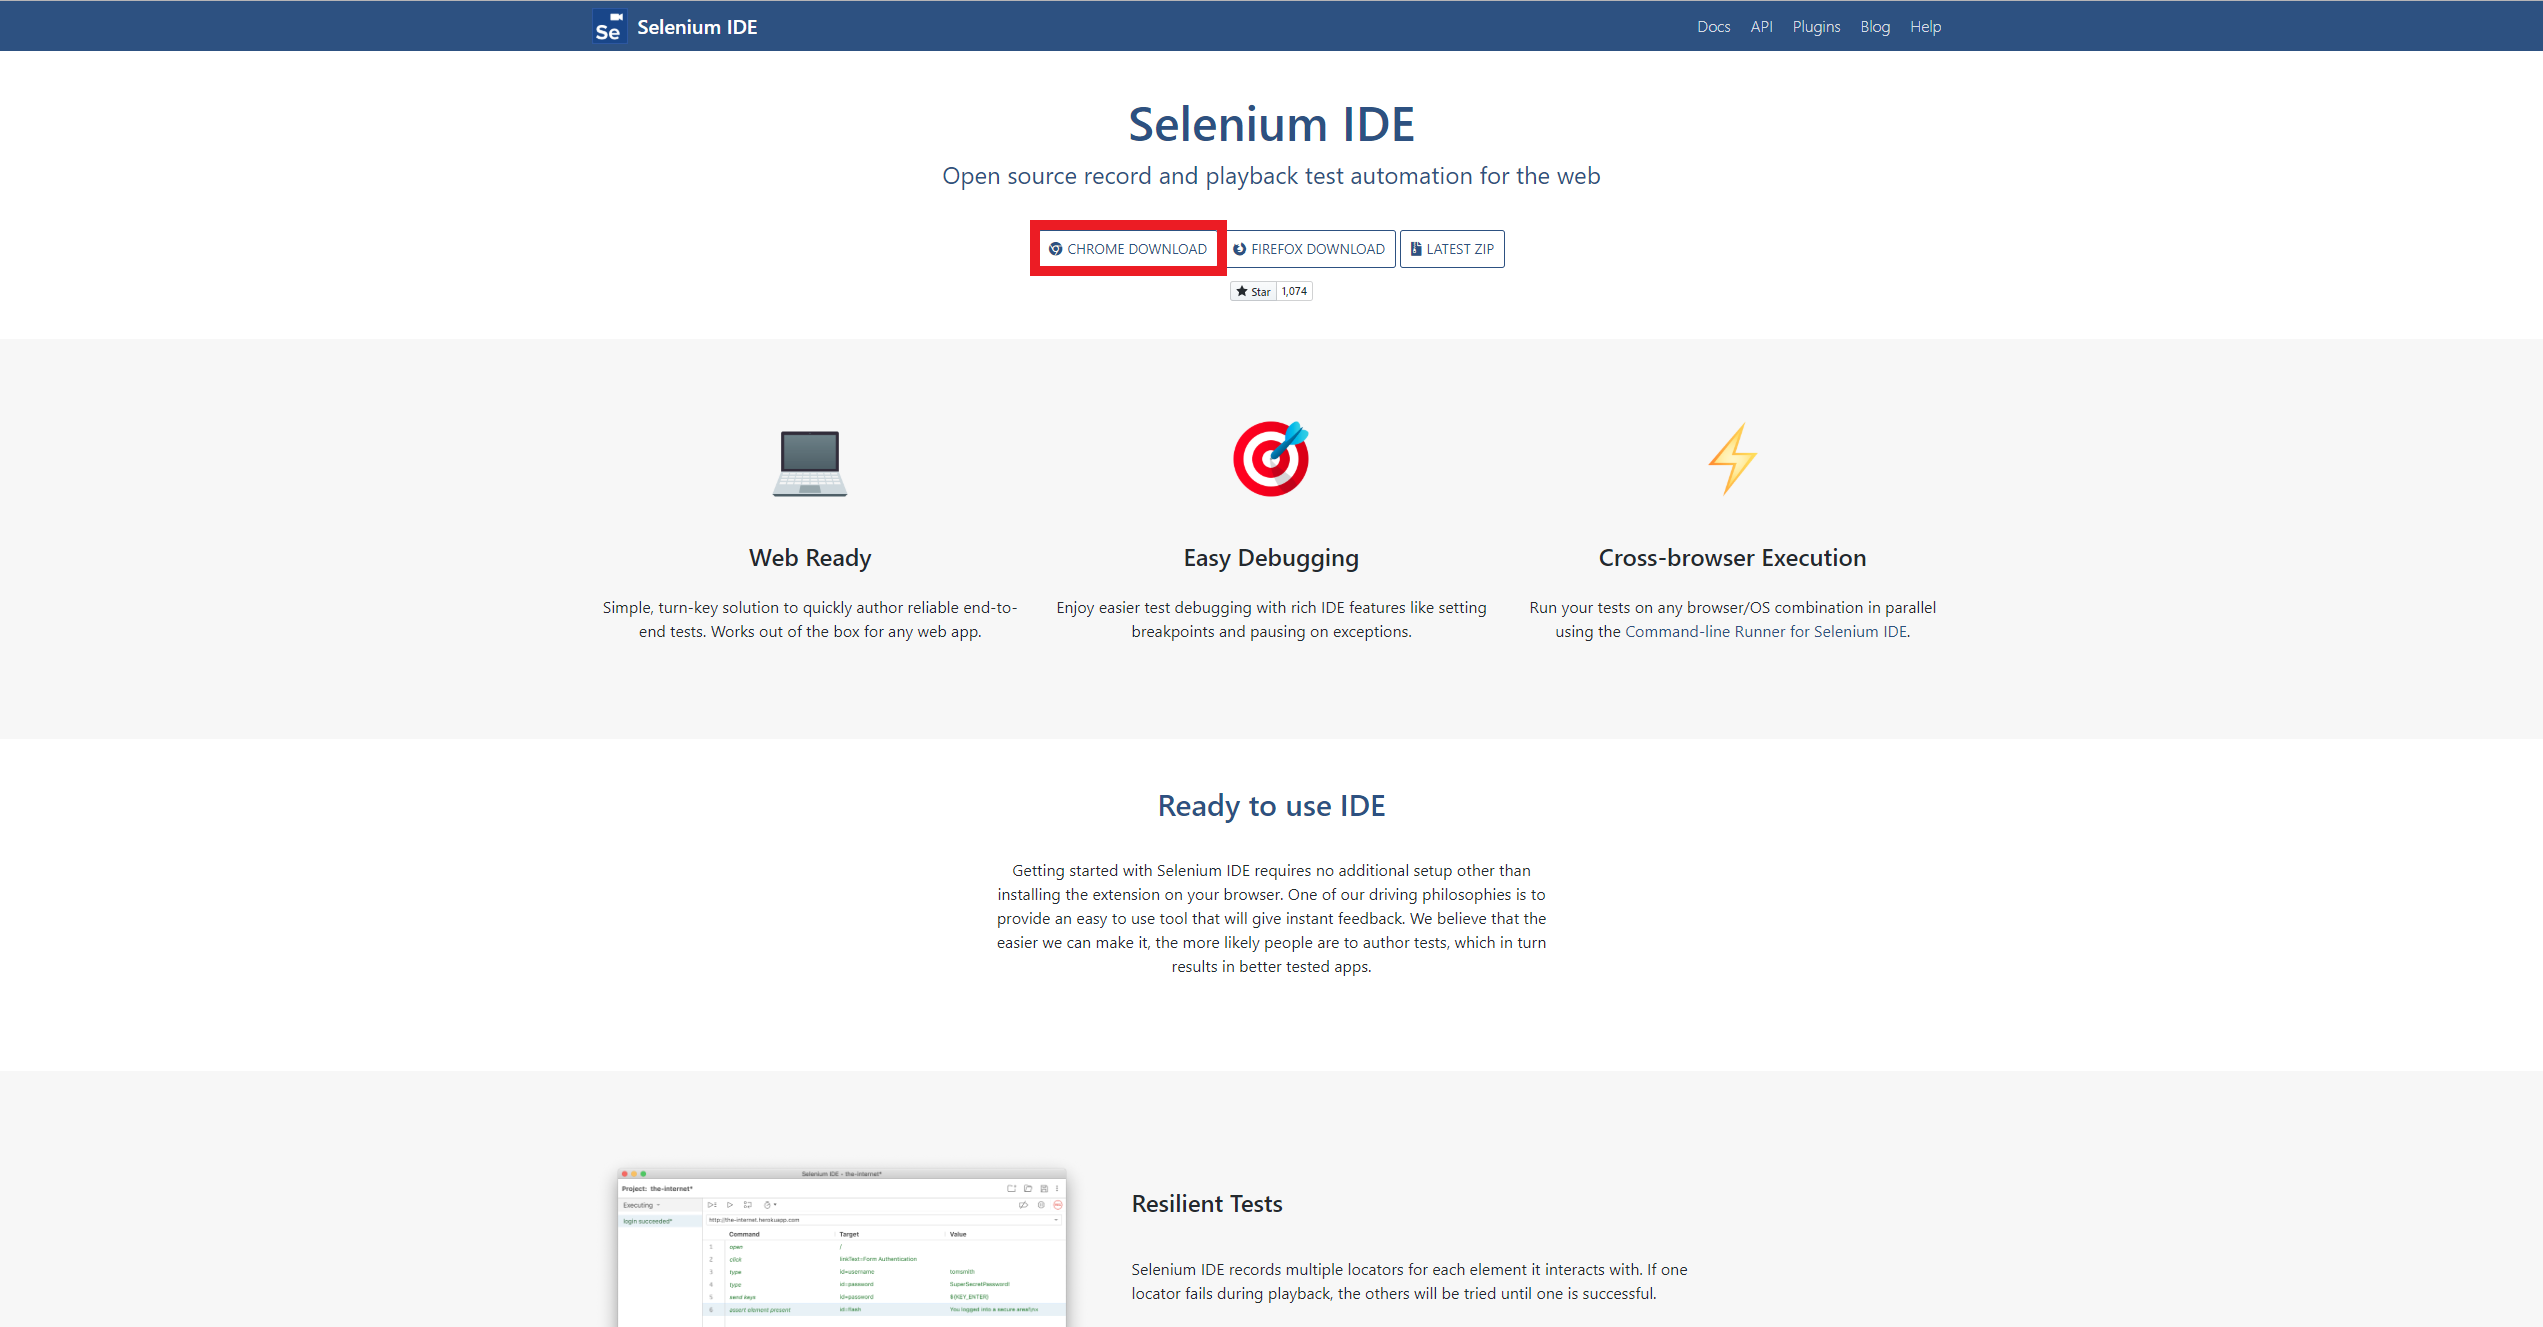 Se Selenium IDE
Docs API Plugins Blog Help
Selenium IDE
Open source record and playback test automation for the web
CHROME DOWNLOAD FIREFOX DOWNLOAD LATEST ZIP
Star 1,074
Web Ready
Simple, turn-key solution to quickly author reliable end-to-
end tests. Works out of the box for any web app.
Easy Debugging
Enjoy easier test debugging with rich IDE features like setting
breakpoints and pausing on exceptions.
Cross-browser Execution
Run your tests on any browser/OS combination in parallel
using the Command-line Runner for Selenium IDE.
Ready to use IDE
Getting started with Selenium IDE requires no additional setup other than
installing the extension on your browser. One of our driving philosophies is to
provide an easy to use tool that will give instant feedback. We believe that the
easier we can make it, the more likely people are to author tests, which in turn
results in better tested apps.
Selenium IDE - the-internet*
Project: the-internet*
Executing
login succeeded*
http://the-internet.herokuapp.com
Command Target Value
1 open /
2 click linkText=Form Authentication
3 type id=username tomsmith
4 type id=password SuperSecretPassword!
5 send keys id=password ${KEY_ENTER}
6 assert element present id=flash You logged into a secure area!\n×
Resilient Tests
Selenium IDE records multiple locators for each element it interacts with. If one
locator fails during playback, the others will be tried until one is successful.